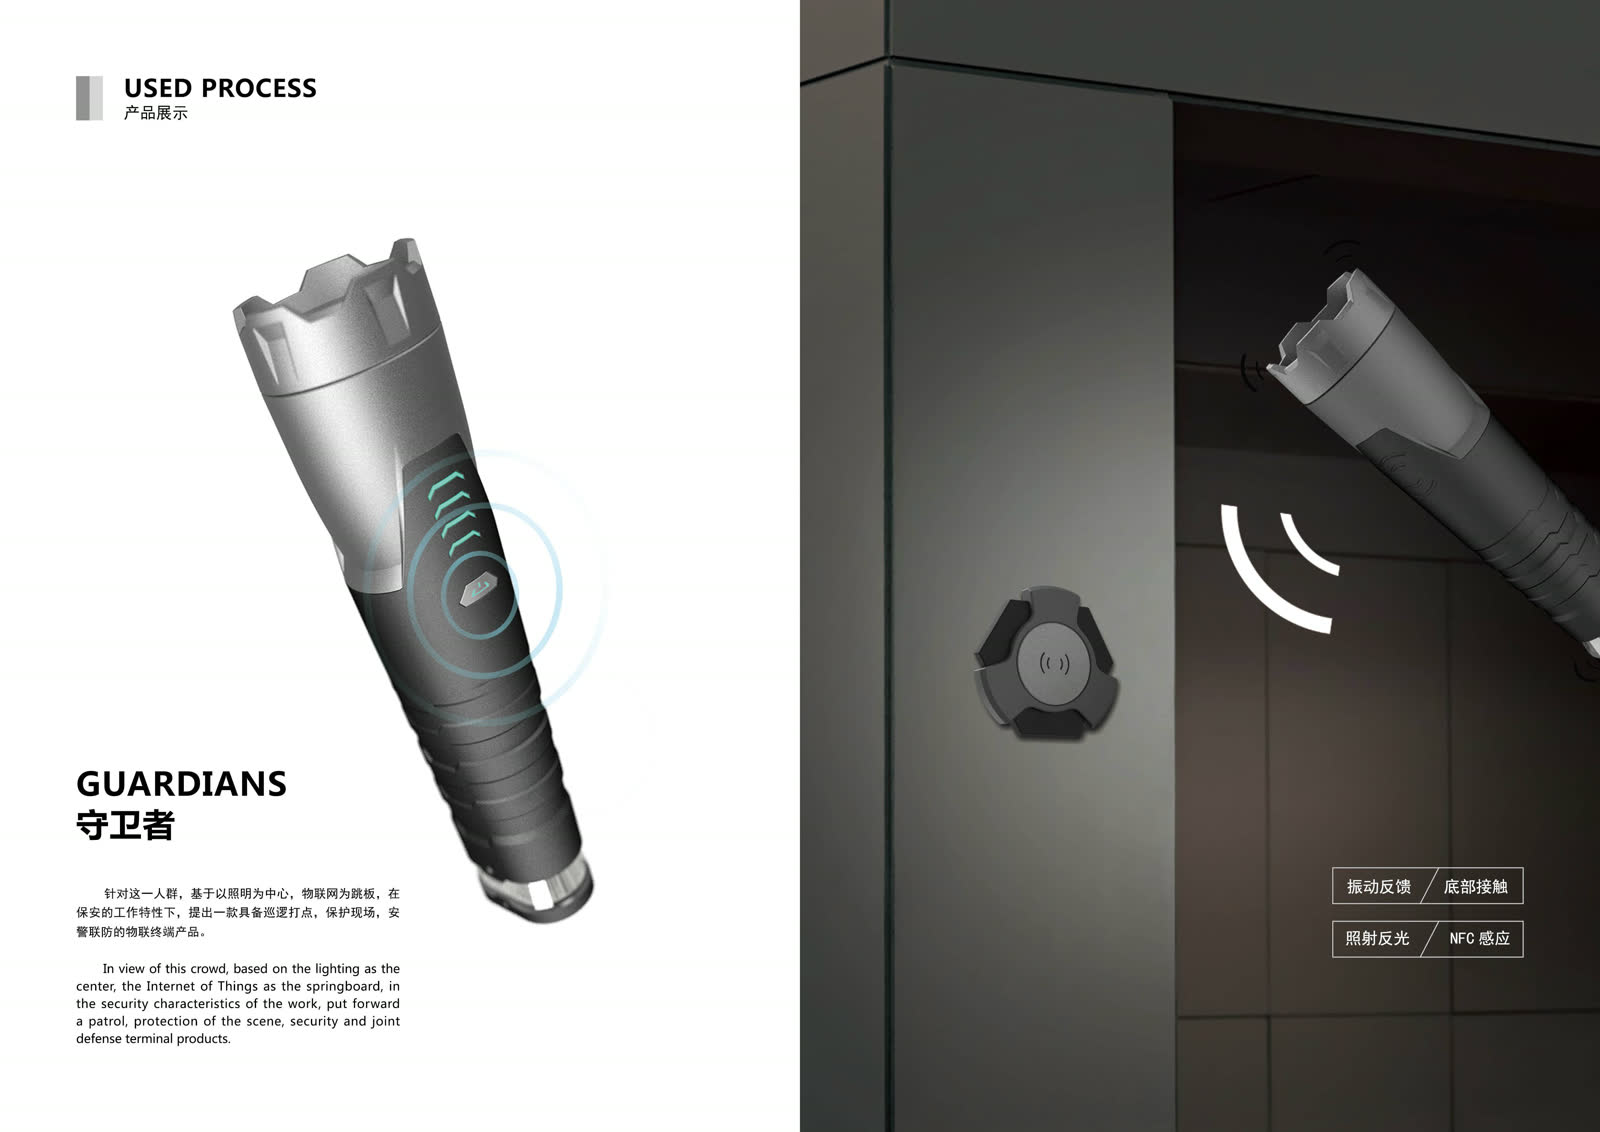 USED PROCESS
产品展示
GUARDIANS
守卫者
针对这一人群，基于以照明为中心，物联网为跳板，在
保安的工作特性下，提出一款具备巡逻打点，保护现场，安
警联防的物联终端产品。
In view of this crowd, based on the lighting as the
center, the Internet of Things as the springboard, in
the security characteristics of the work, put forward
a patrol, protection of the scene, security and joint
defense terminal products.
振动反馈 / 底部接触
照射反光 / NFC 感应